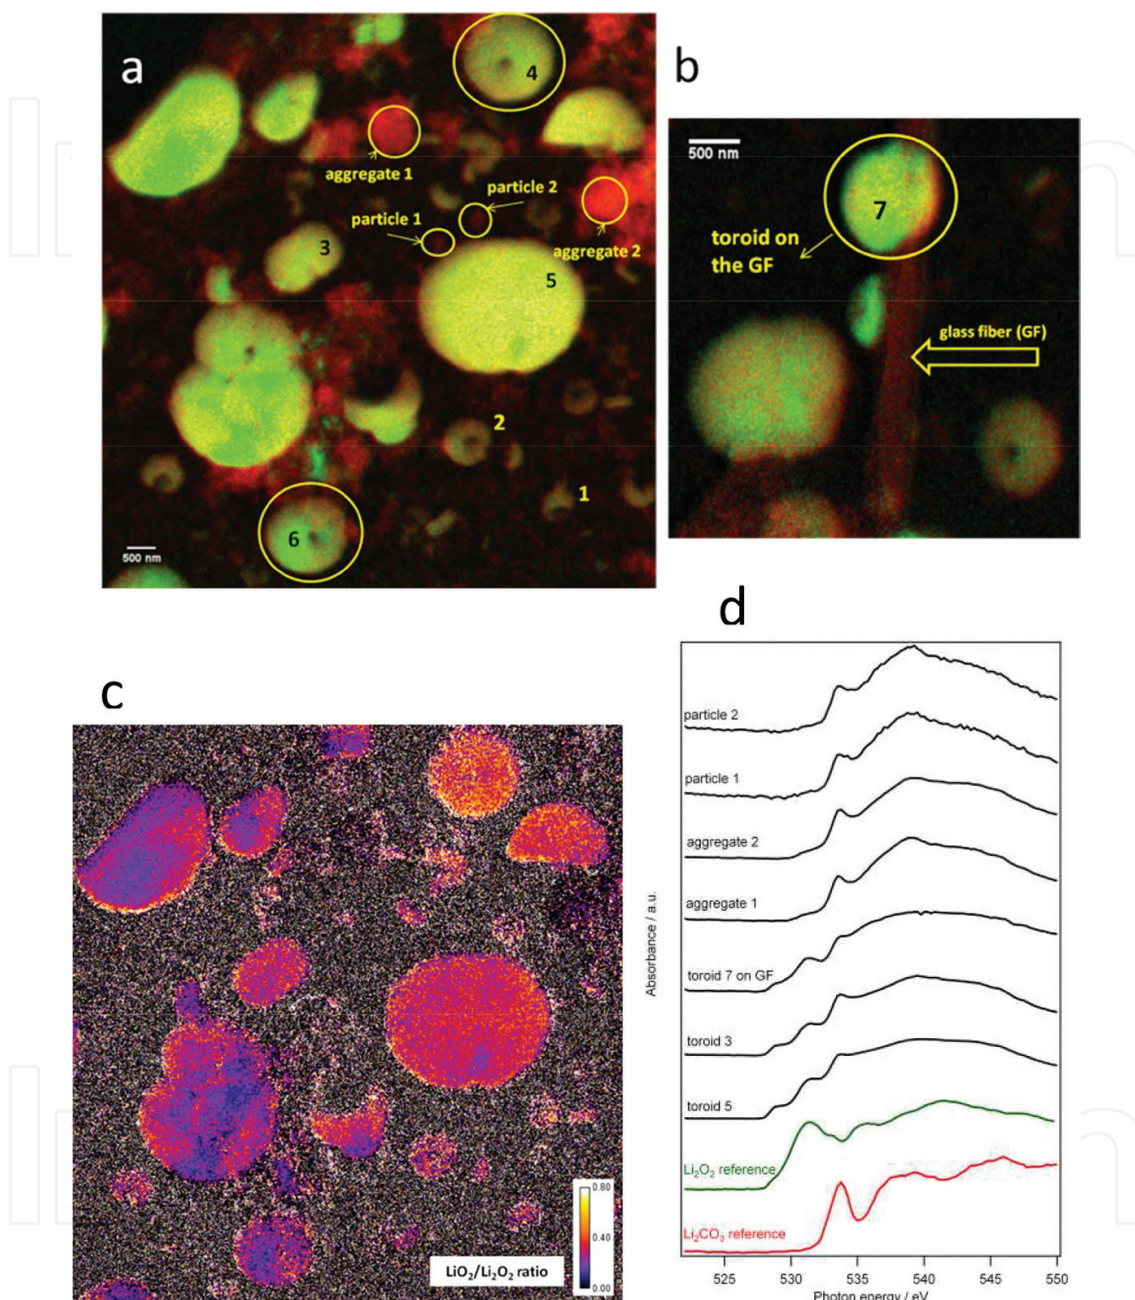 a
4
aggregate 1
particle 2
particle 1
aggregate 2
3
5
2
1
6
500 nm
b
500 nm
7
toroid on
the GF
glass fiber (GF)
c
0.80
0.40
0.00
LiO₂/Li₂O₂ ratio
d
particle 2
particle 1
aggregate 2
aggregate 1
toroid 7 on GF
toroid 3
toroid 5
Li₂O₂ reference
Li₂CO₃ reference
Absorbance / a.u.
525 530 535 540 545 550
Photon energy / eV